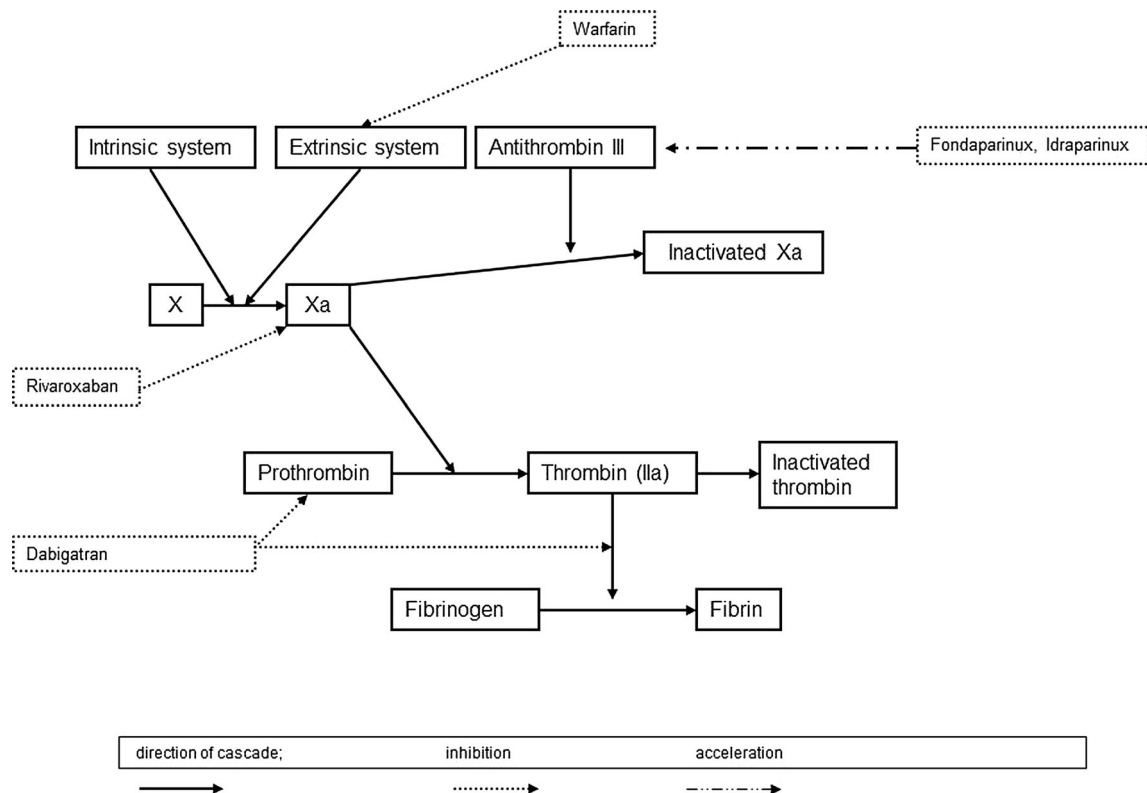 Warfarin
Intrinsic system
Extrinsic system
Antithrombin III
Fondaparinux, Idraparinux
Inactivated Xa
X
Xa
Rivaroxaban
Prothrombin
Thrombin (IIa)
Inactivated
thrombin
Dabigatran
Fibrinogen
Fibrin
direction of cascade; inhibition acceleration